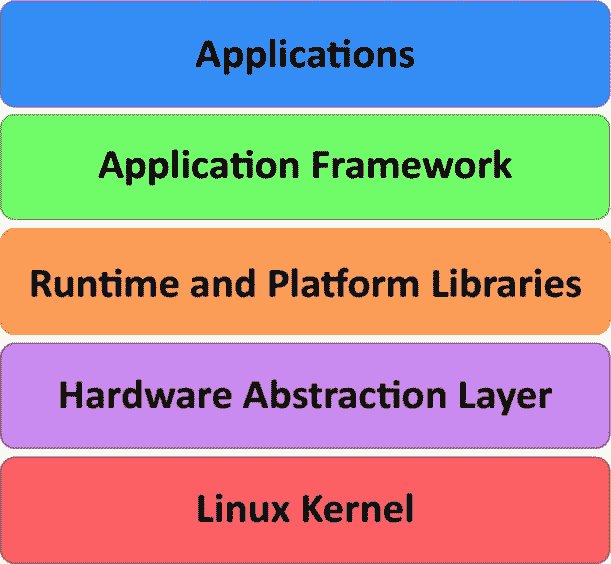 Applications
Application Framework
Runtime and Platform Libraries
Hardware Abstraction Layer
Linux Kernel